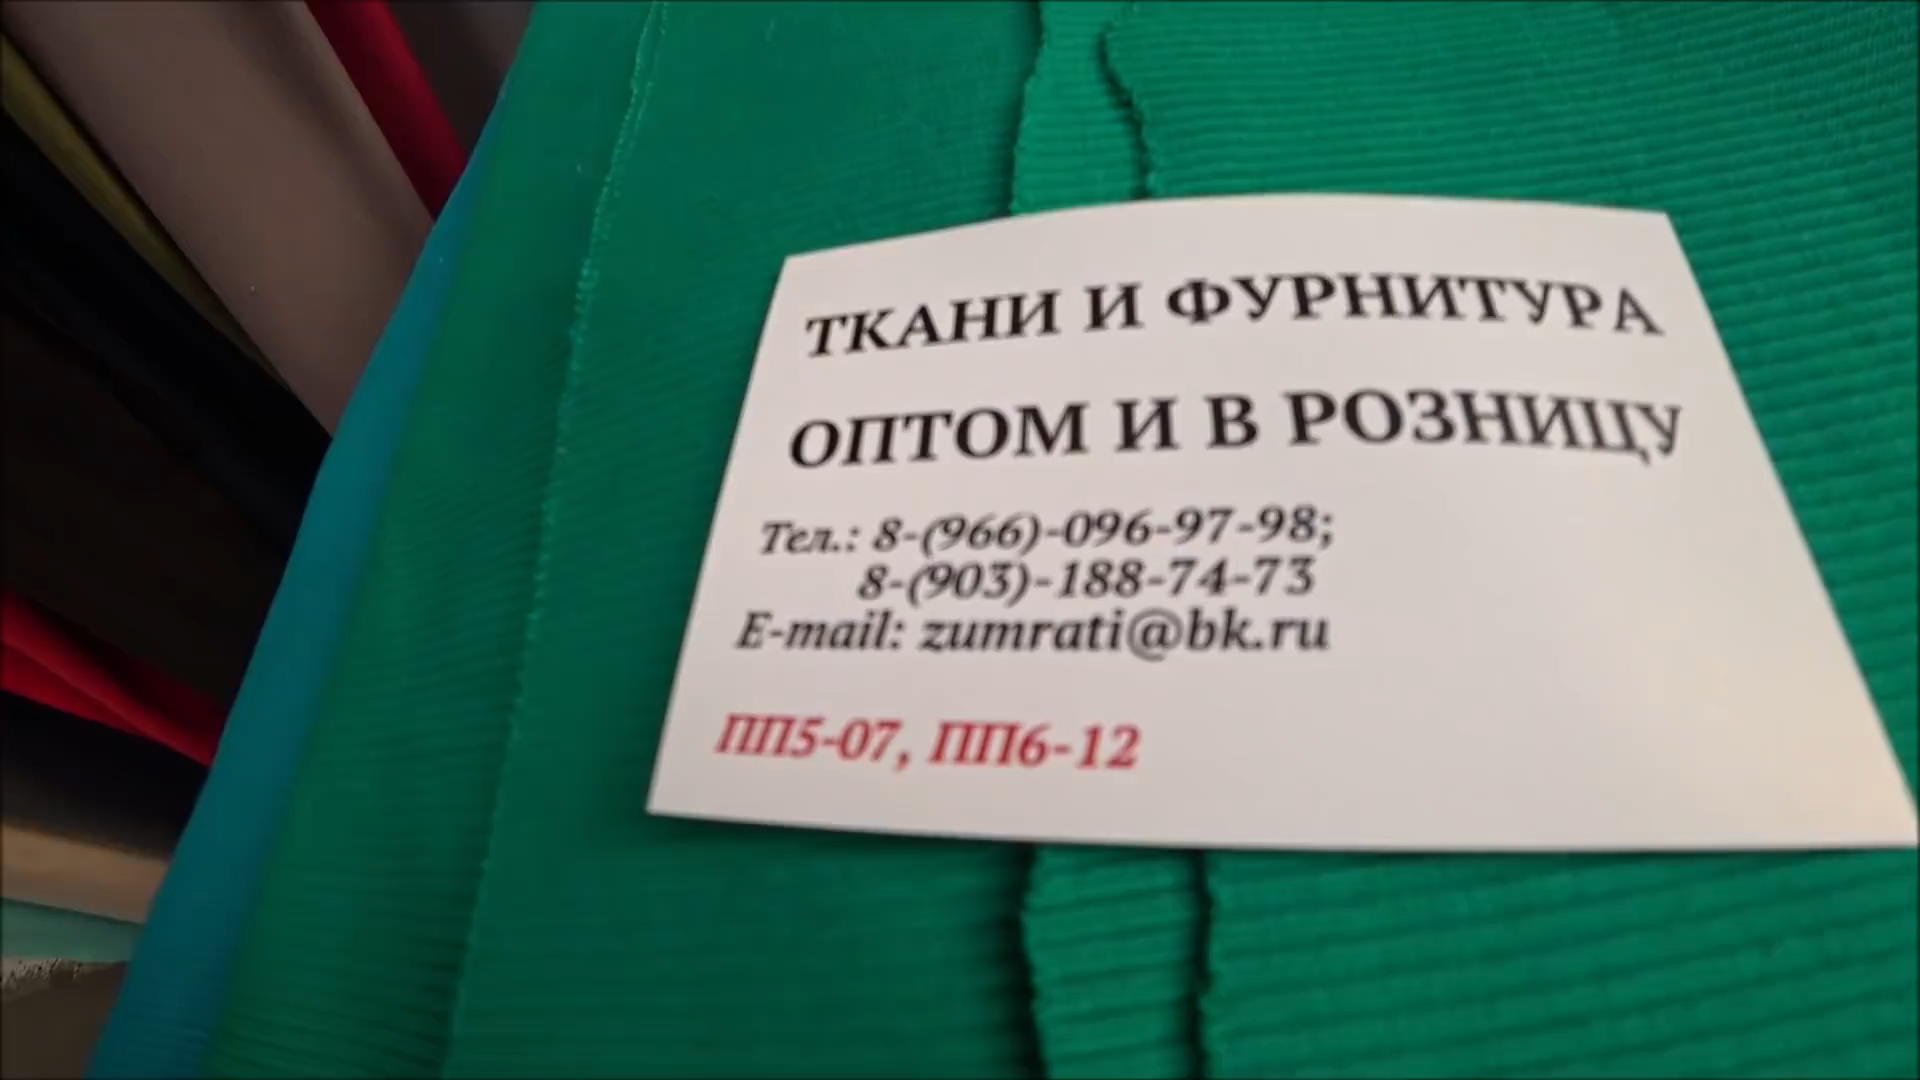 ТКАНИ И ФУРНИТУРА
ОПТОМ И В РОЗНИЦУ
Тел.: 8-(966)-096-97-98;
8-(903)-188-74-73
E-mail: zumrati@bk.ru
ПП5-07, ПП6-12